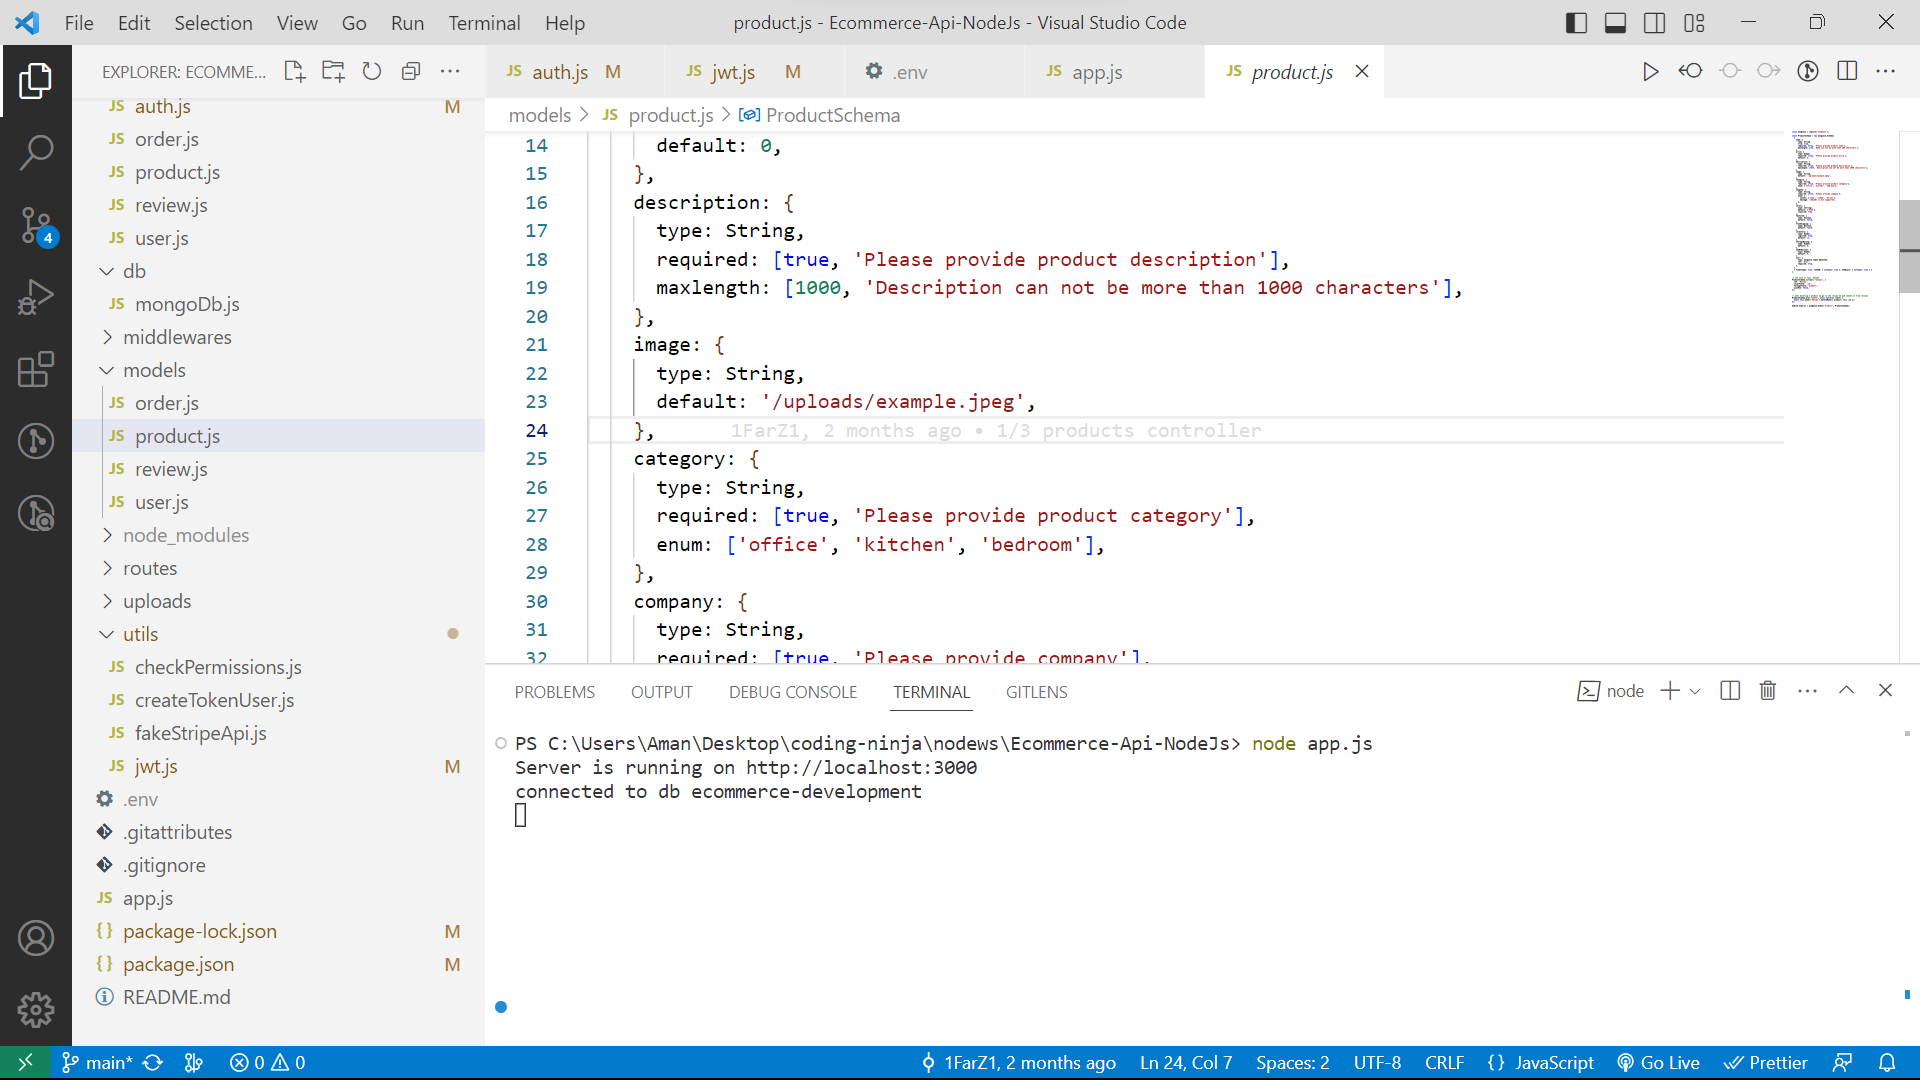 File Edit Selection View Go Run Terminal Help
product.js - Ecommerce-Api-NodeJs - Visual Studio Code
EXPLORER: ECOMME...
JS auth.js M
JS order.js
JS product.js
JS review.js
JS user.js
db
JS mongoDb.js
middlewares
models
JS order.js
JS product.js
JS review.js
JS user.js
node_modules
routes
uploads
utils
JS checkPermissions.js
JS createTokenUser.js
JS fakeStripeApi.js
JS jwt.js M
.env
.gitattributes
.gitignore
JS app.js
{} package-lock.json M
{} package.json M
README.md
4
JS auth.js M JS jwt.js M .env JS app.js JS product.js
models > JS product.js > ProductSchema
14 default: 0,
15 },
16 description: {
17 type: String,
18 required: [true, 'Please provide product description'],
19 maxlength: [1000, 'Description can not be more than 1000 characters'],
20 },
21 image: {
22 type: String,
23 default: '/uploads/example.jpeg',
24 }, 1FarZ1, 2 months ago • 1/3 products controller
25 category: {
26 type: String,
27 required: [true, 'Please provide product category'],
28 enum: ['office', 'kitchen', 'bedroom'],
29 },
30 company: {
31 type: String,
32 required: [true, 'Please provide company'],
PROBLEMS OUTPUT DEBUG CONSOLE TERMINAL GITLENS
node
PS C:\Users\Aman\Desktop\coding-ninja\nodews\Ecommerce-Api-NodeJs> node app.js
Server is running on http://localhost:3000
connected to db ecommerce-development
main* 0 0
1FarZ1, 2 months ago Ln 24, Col 7 Spaces: 2 UTF-8 CRLF {} JavaScript Go Live Prettier